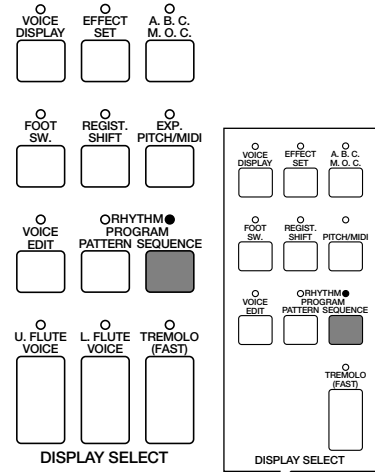 VOICE EFFECT A. B. C.
DISPLAY SET M. O. C.
FOOT REGIST. EXP.
SW. SHIFT PITCH/MIDI
VOICE RHYTHM
EDIT PROGRAM
PATTERN SEQUENCE
U. FLUTE L. FLUTE TREMOLO
VOICE VOICE (FAST)
DISPLAY SELECT
VOICE EFFECT A. B. C.
DISPLAY SET M. O. C.
FOOT REGIST.
SW. SHIFT PITCH/MIDI
VOICE RHYTHM
EDIT PROGRAM
PATTERN SEQUENCE
TREMOLO
(FAST)
DISPLAY SELECT